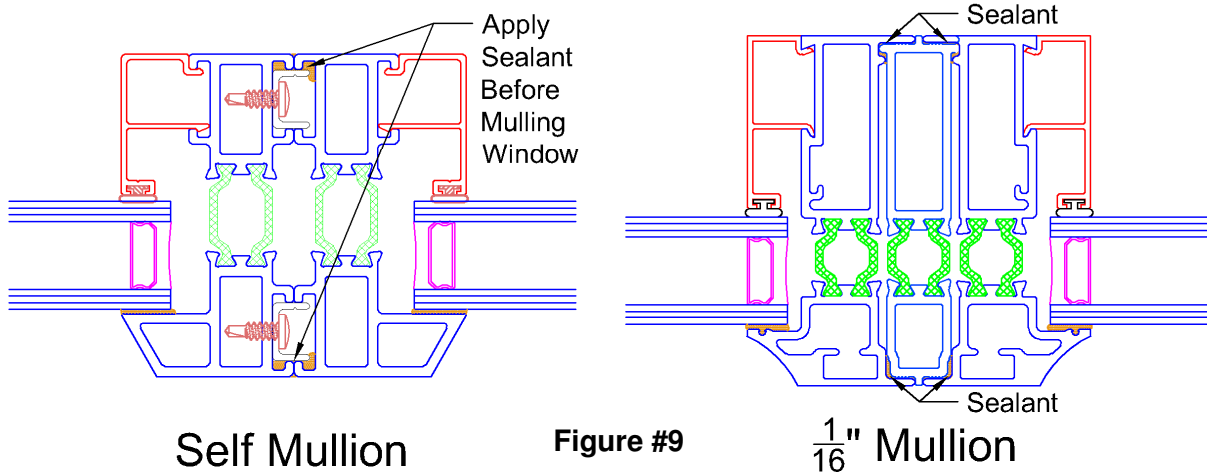 Apply
Sealant
Before
Mulling
Window
Self Mullion
Figure #9
Sealant
Sealant
1/16" Mullion